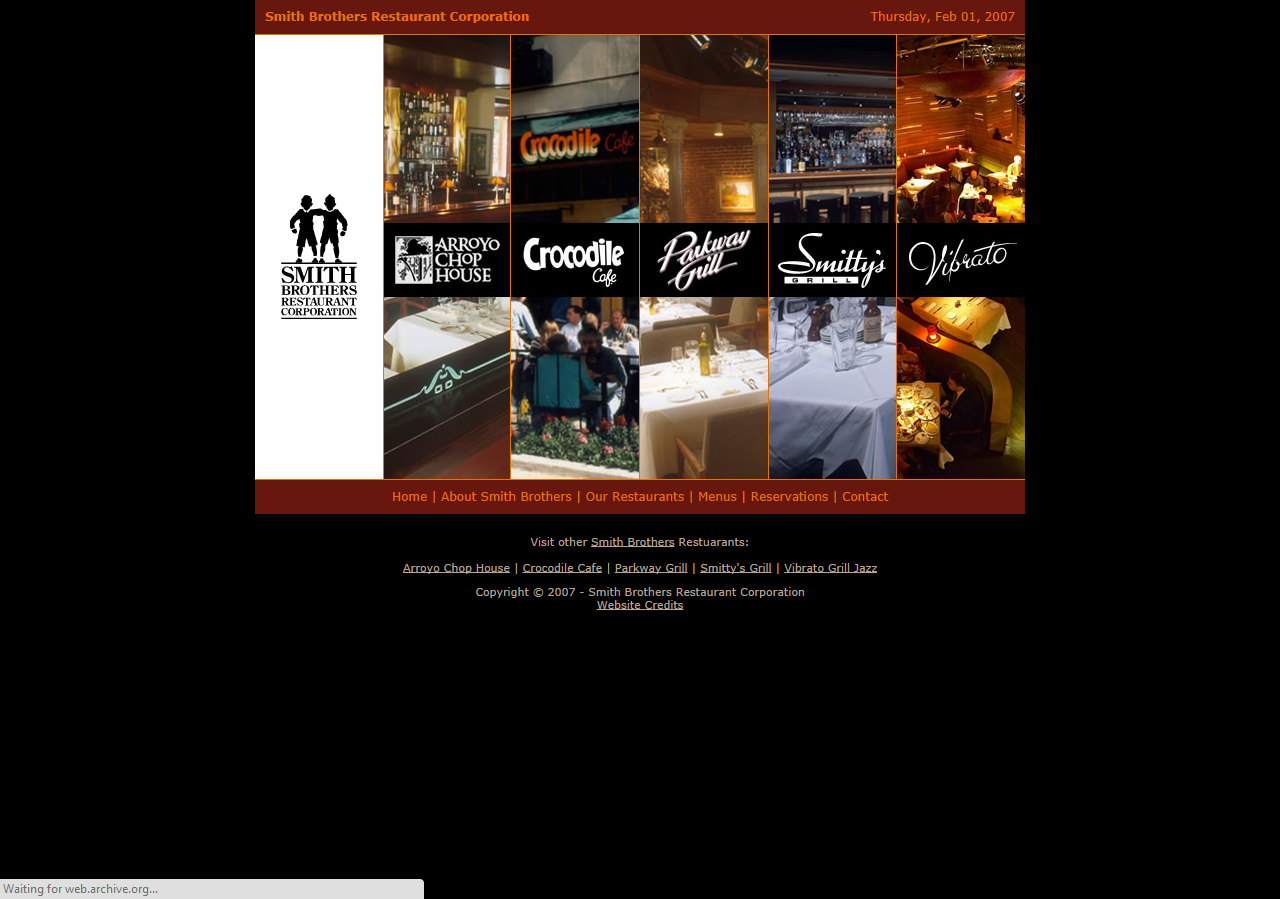 Smith Brothers Restaurant Corporation
Thursday, Feb 01, 2007
Crocodile Cafe
SMITH
BROTHERS
RESTAURANT
CORPORATION
ARROYO
CHOP
HOUSE
Crocodile
Cafe
Parkway
Grill
Smitty's
GRILL
Vibrato
Home | About Smith Brothers | Our Restaurants | Menus | Reservations | Contact
Visit other Smith Brothers Restuarants:
Arroyo Chop House | Crocodile Cafe | Parkway Grill | Smitty's Grill | Vibrato Grill Jazz
Copyright © 2007 - Smith Brothers Restaurant Corporation
Website Credits
Waiting for web.archive.org...